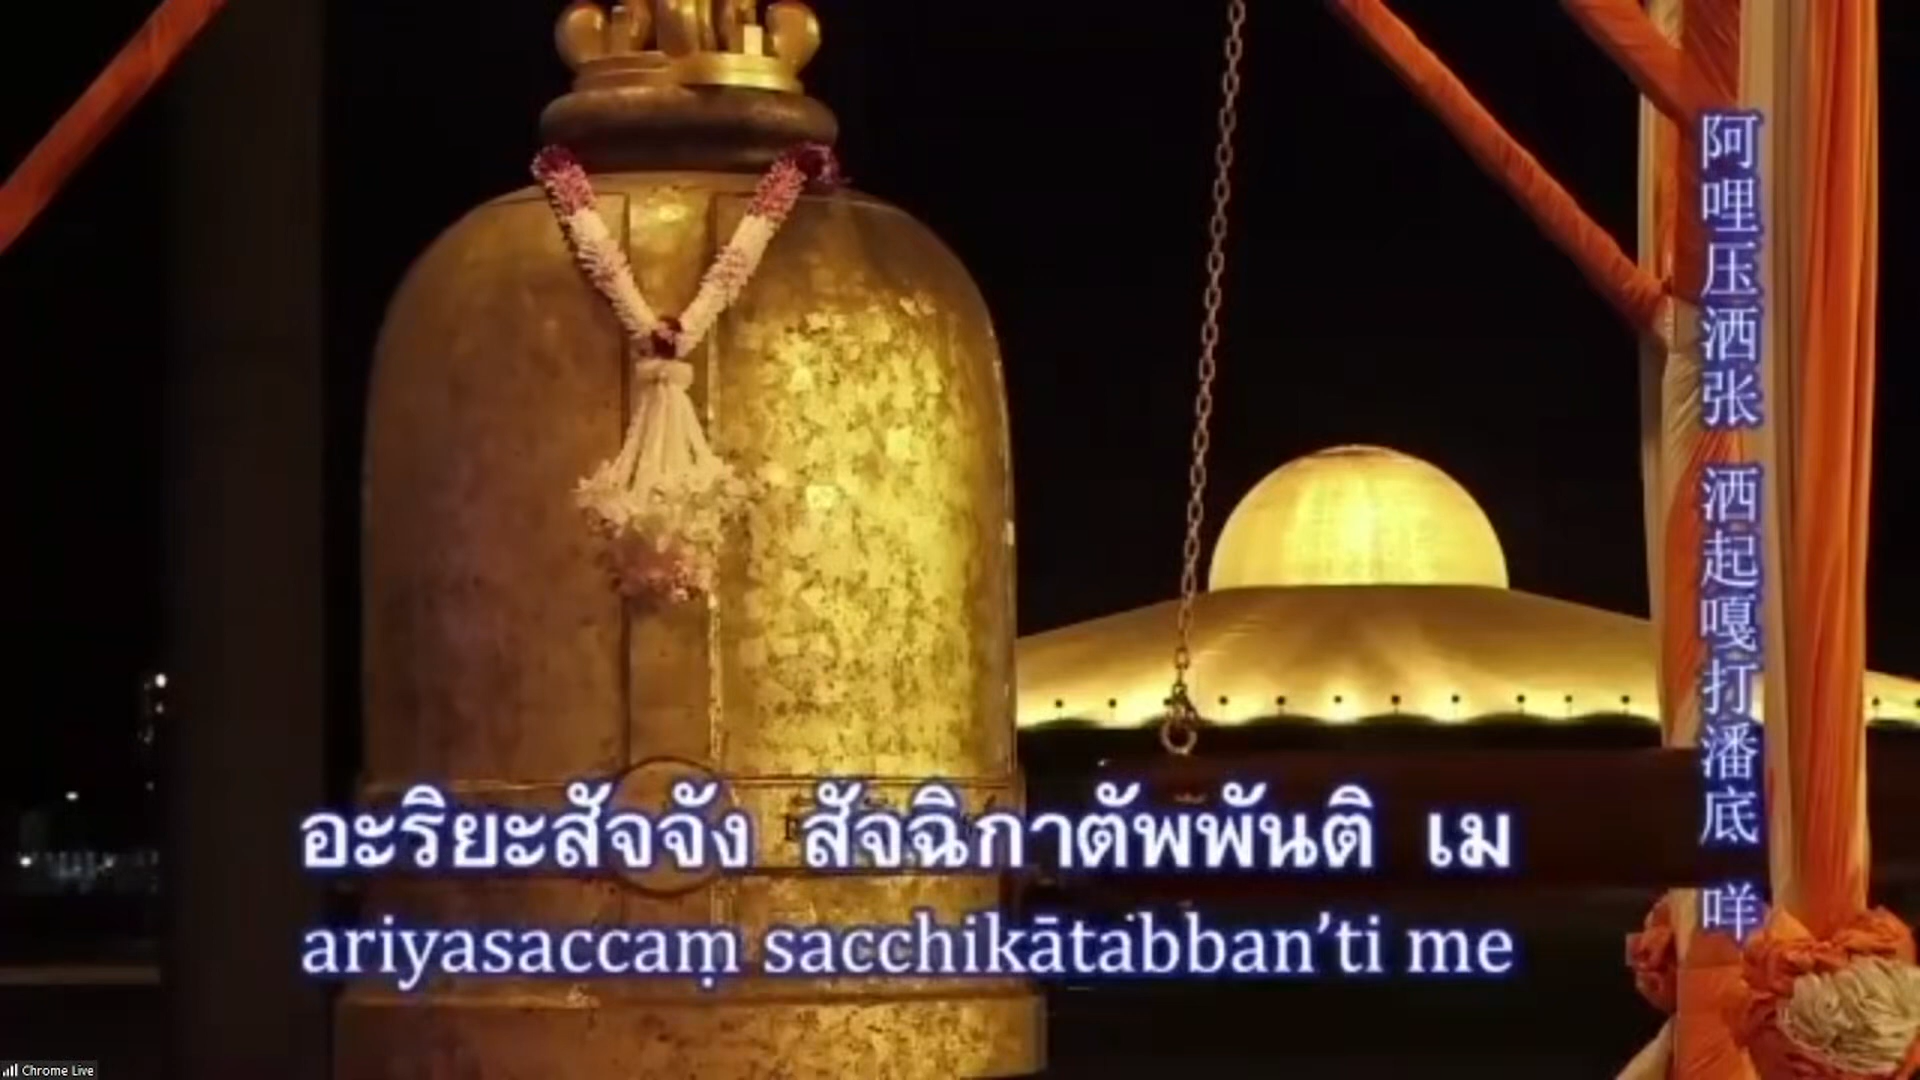 อะริยะสัจจัง สัจฉิกาตัพพันติ เม
ariyasaccaṃ sacchikātabban’ti me
阿哩压洒张 洒起嘎打潘底 咩
Chrome Live